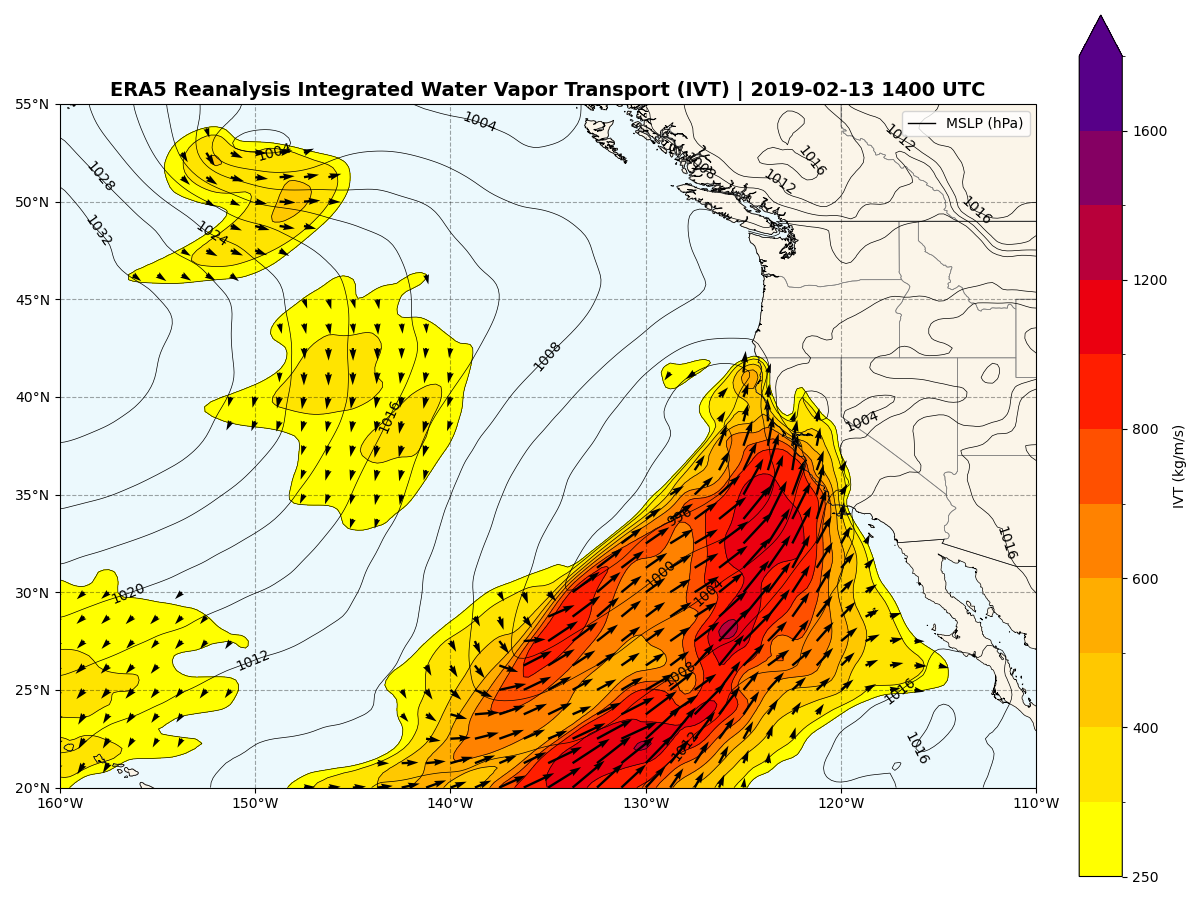 ERA5 Reanalysis Integrated Water Vapor Transport (IVT) | 2019-02-13 1400 UTC
MSLP (hPa)
55°N
50°N
45°N
40°N
35°N
30°N
25°N
20°N
160°W
150°W
140°W
130°W
120°W
110°W
1600
1200
800
600
400
250
IVT (kg/m/s)
1004
1004
1028
1032
1024
1008
1016
1020
1012
1012
1016
1012
1016
1008
1004
996
1000
1004
1008
1012
1016
1016
1016